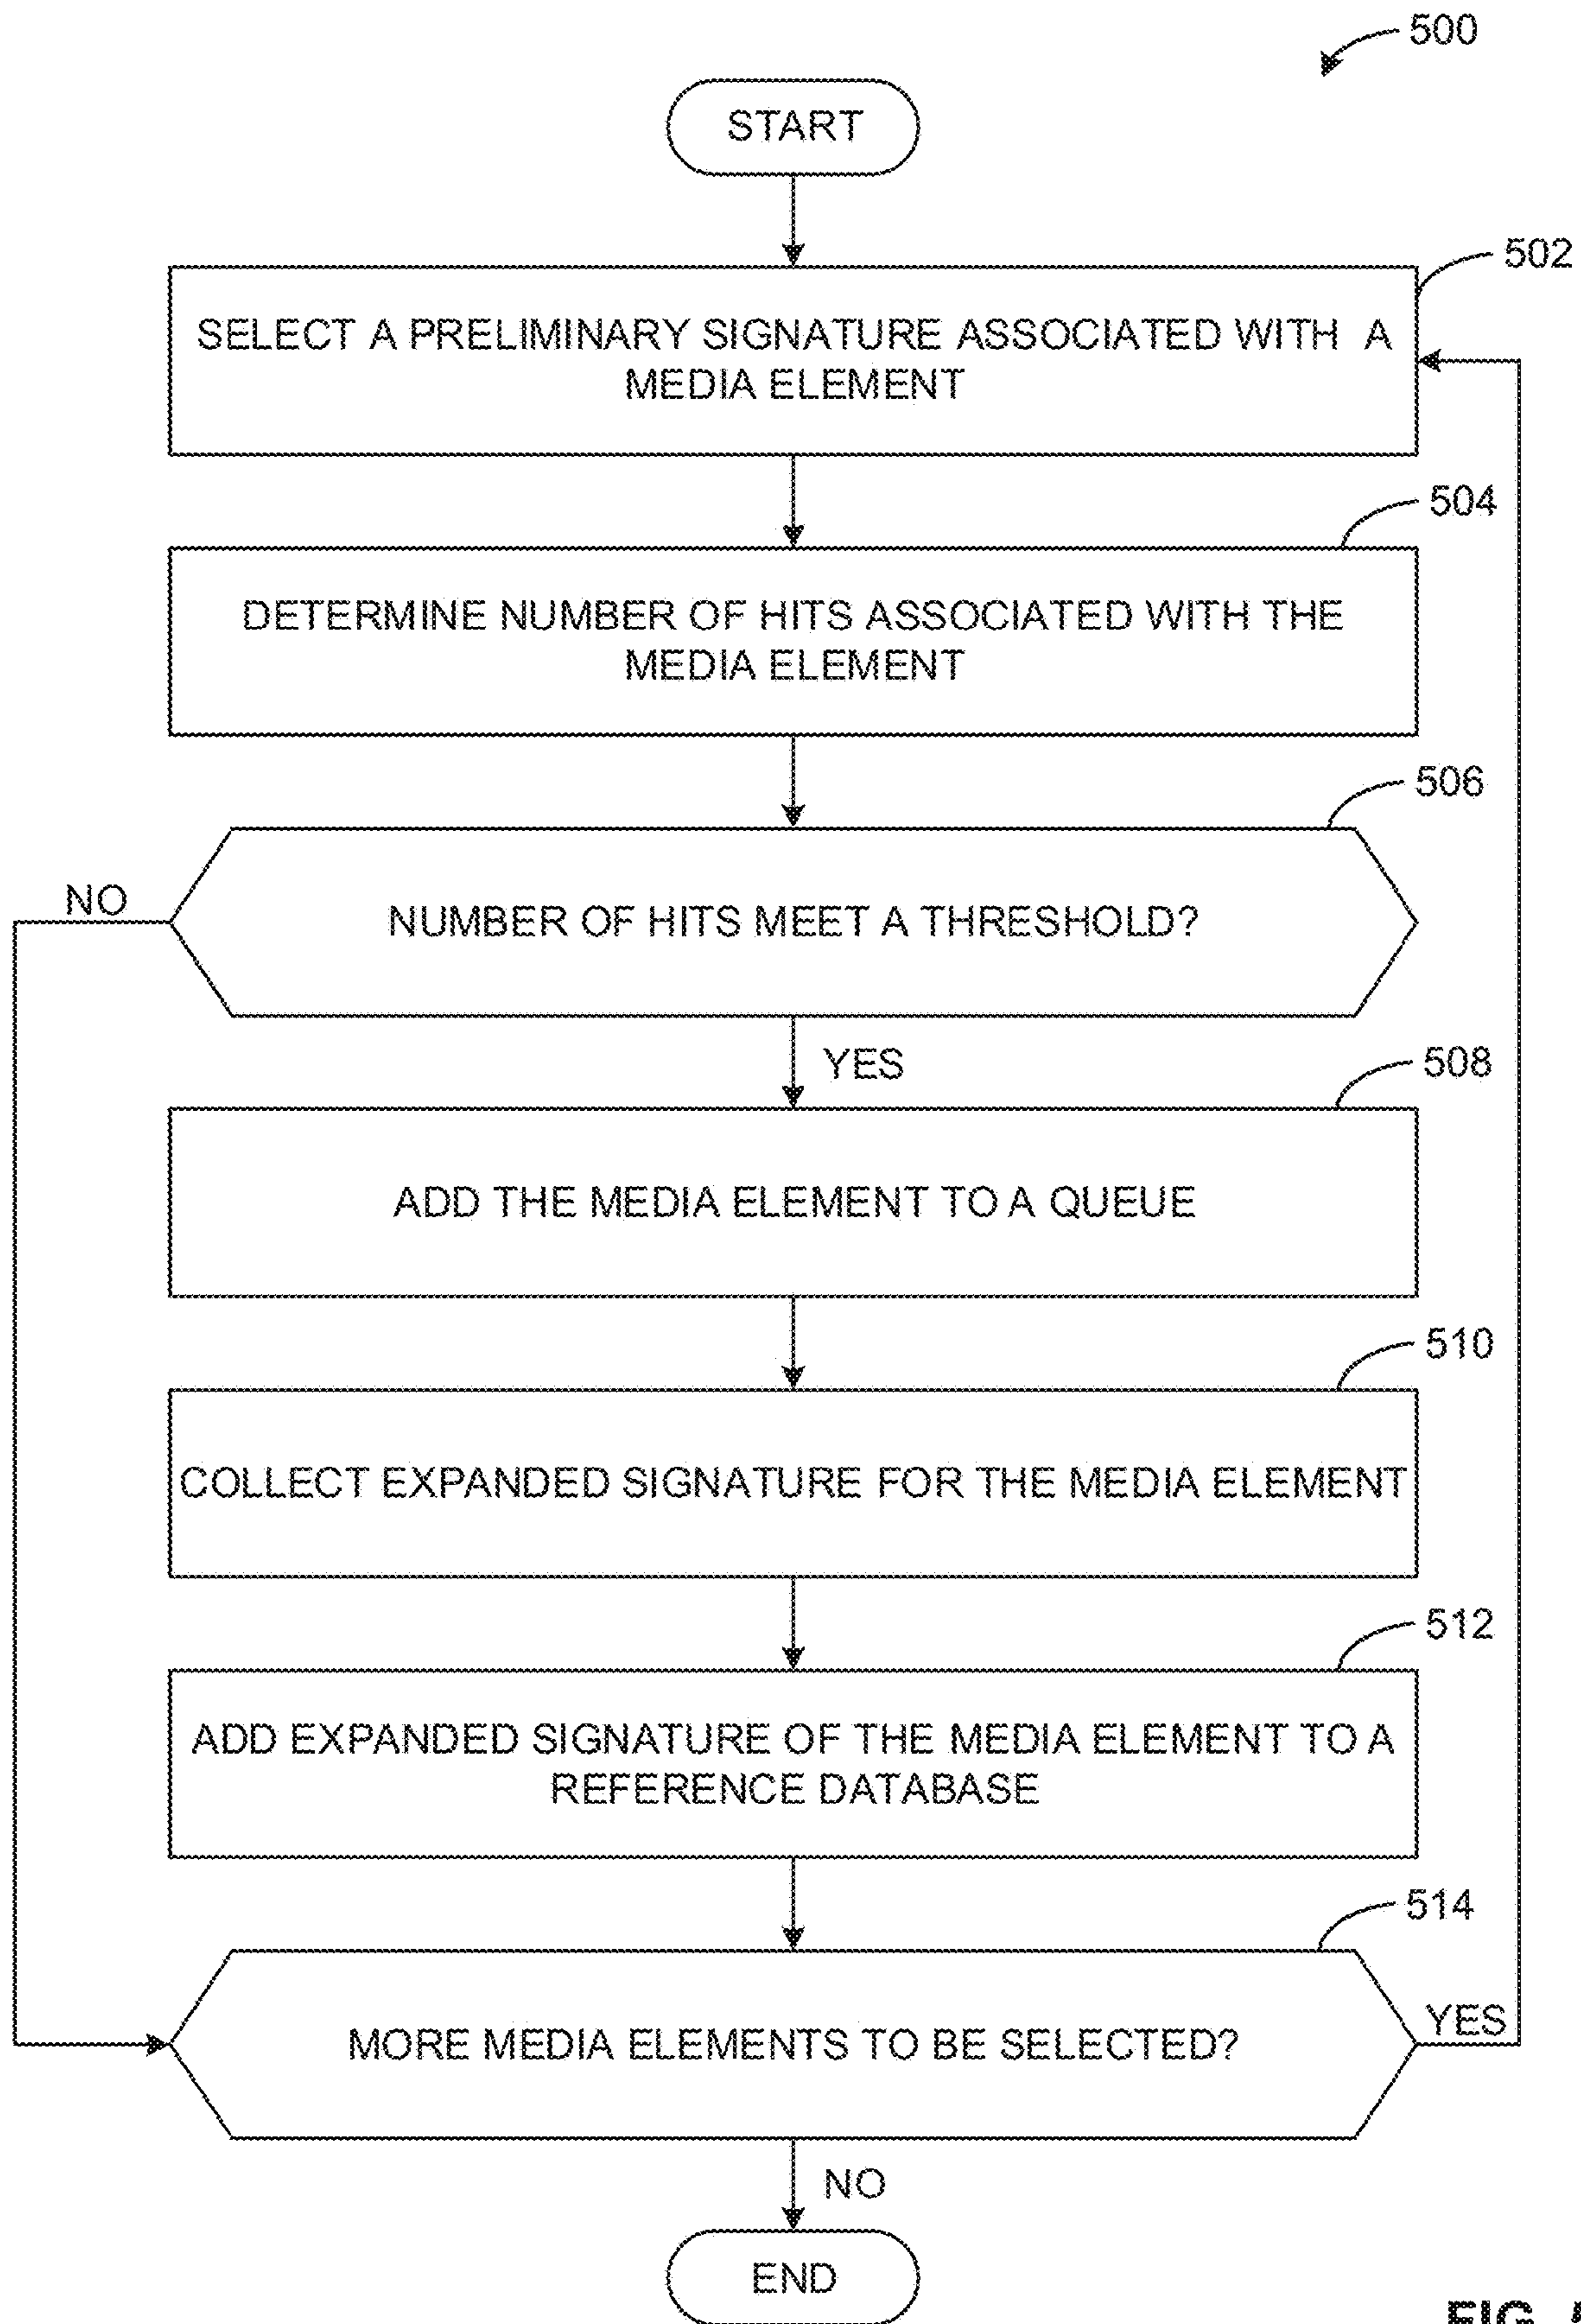 500
START
502
SELECT A PRELIMINARY SIGNATURE ASSOCIATED WITH A
MEDIA ELEMENT
504
DETERMINE NUMBER OF HITS ASSOCIATED WITH THE
MEDIA ELEMENT
506
NO
NUMBER OF HITS MEET A THRESHOLD?
YES
508
ADD THE MEDIA ELEMENT TO A QUEUE
510
COLLECT EXPANDED SIGNATURE FOR THE MEDIA ELEMENT
512
ADD EXPANDED SIGNATURE OF THE MEDIA ELEMENT TO A
REFERENCE DATABASE
514
MORE MEDIA ELEMENTS TO BE SELECTED?
YES
NO
END
FIG.